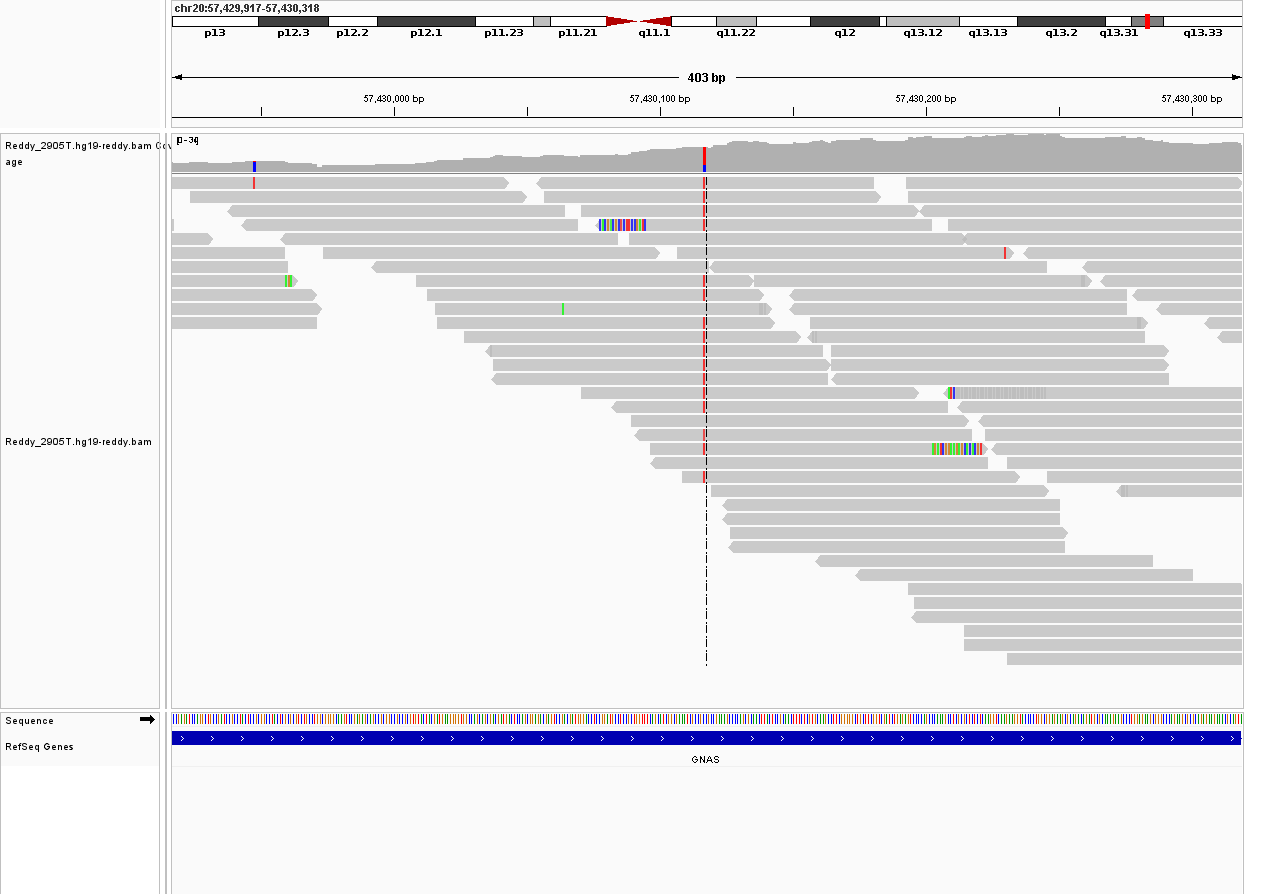 chr20:57,429,917-57,430,318
p13 p12.3 p12.2 p12.1 p11.23 p11.21 q11.1 q11.22 q12 q13.12 q13.13 q13.2 q13.31 q13.33
403 bp
57,430,000 bp 57,430,100 bp 57,430,200 bp 57,430,300 bp
Reddy_2905T.hg19-reddy.bam Cov
age
Reddy_2905T.hg19-reddy.bam
Sequence
RefSeq Genes
GNAS